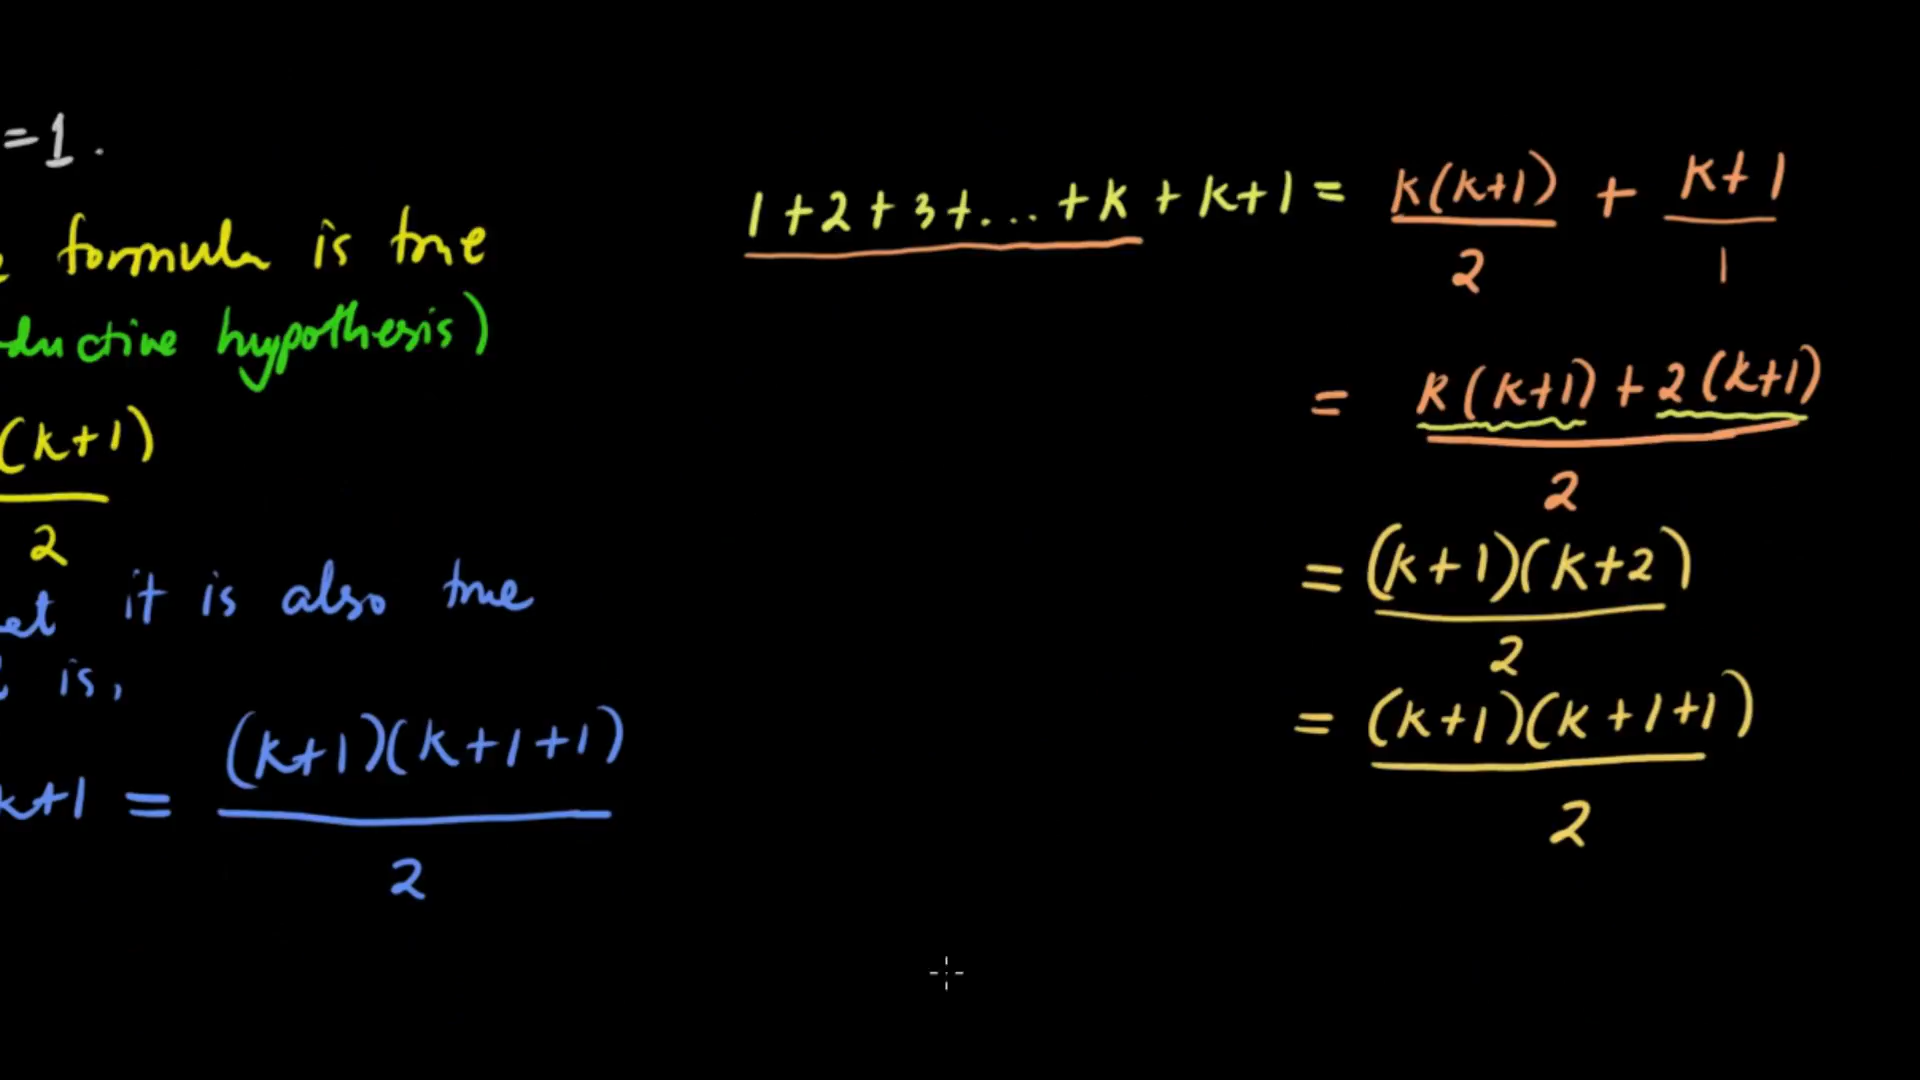 =1.
formula is true
ductive hypothesis)
(k+1)
2
it is also true
is,
k+1 = (k+1)(k+1+1)
2
1+2+3+...+k+k+1 = k(k+1) + k+1
2 1
= k(k+1)+2(k+1)
2
= (k+1)(k+2)
2
= (k+1)(k+1+1)
2